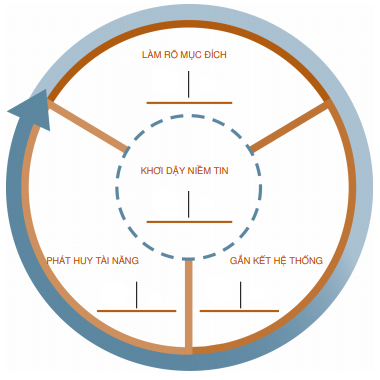 LÀM RÕ MỤC ĐÍCH
KHƠI DẬY NIỀM TIN
PHÁT HUY TÀI NĂNG
GẮN KẾT HỆ THỐNG